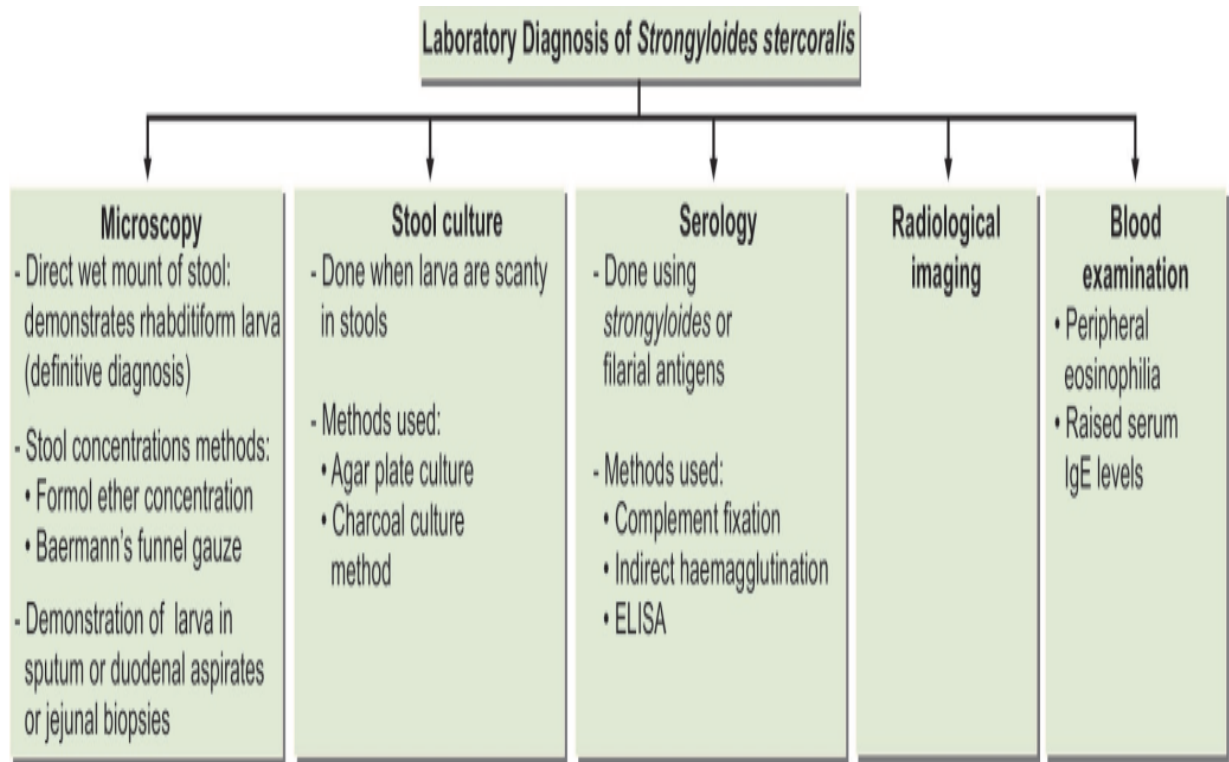 Laboratory Diagnosis of Strongyloides stercoralis
Microscopy
- Direct wet mount of stool:
demonstrates rhabditiform larva
(definitive diagnosis)
- Stool concentrations methods:
• Formol ether concentration
• Baermann's funnel gauze
- Demonstration of larva in
sputum or duodenal aspirates
or jejunal biopsies
Stool culture
- Done when larva are scanty
in stools
- Methods used:
• Agar plate culture
• Charcoal culture
method
Serology
- Done using
strongyloides or
filarial antigens
- Methods used:
• Complement fixation
• Indirect haemagglutination
• ELISA
Radiological
imaging
Blood
examination
• Peripheral
eosinophilia
• Raised serum
IgE levels